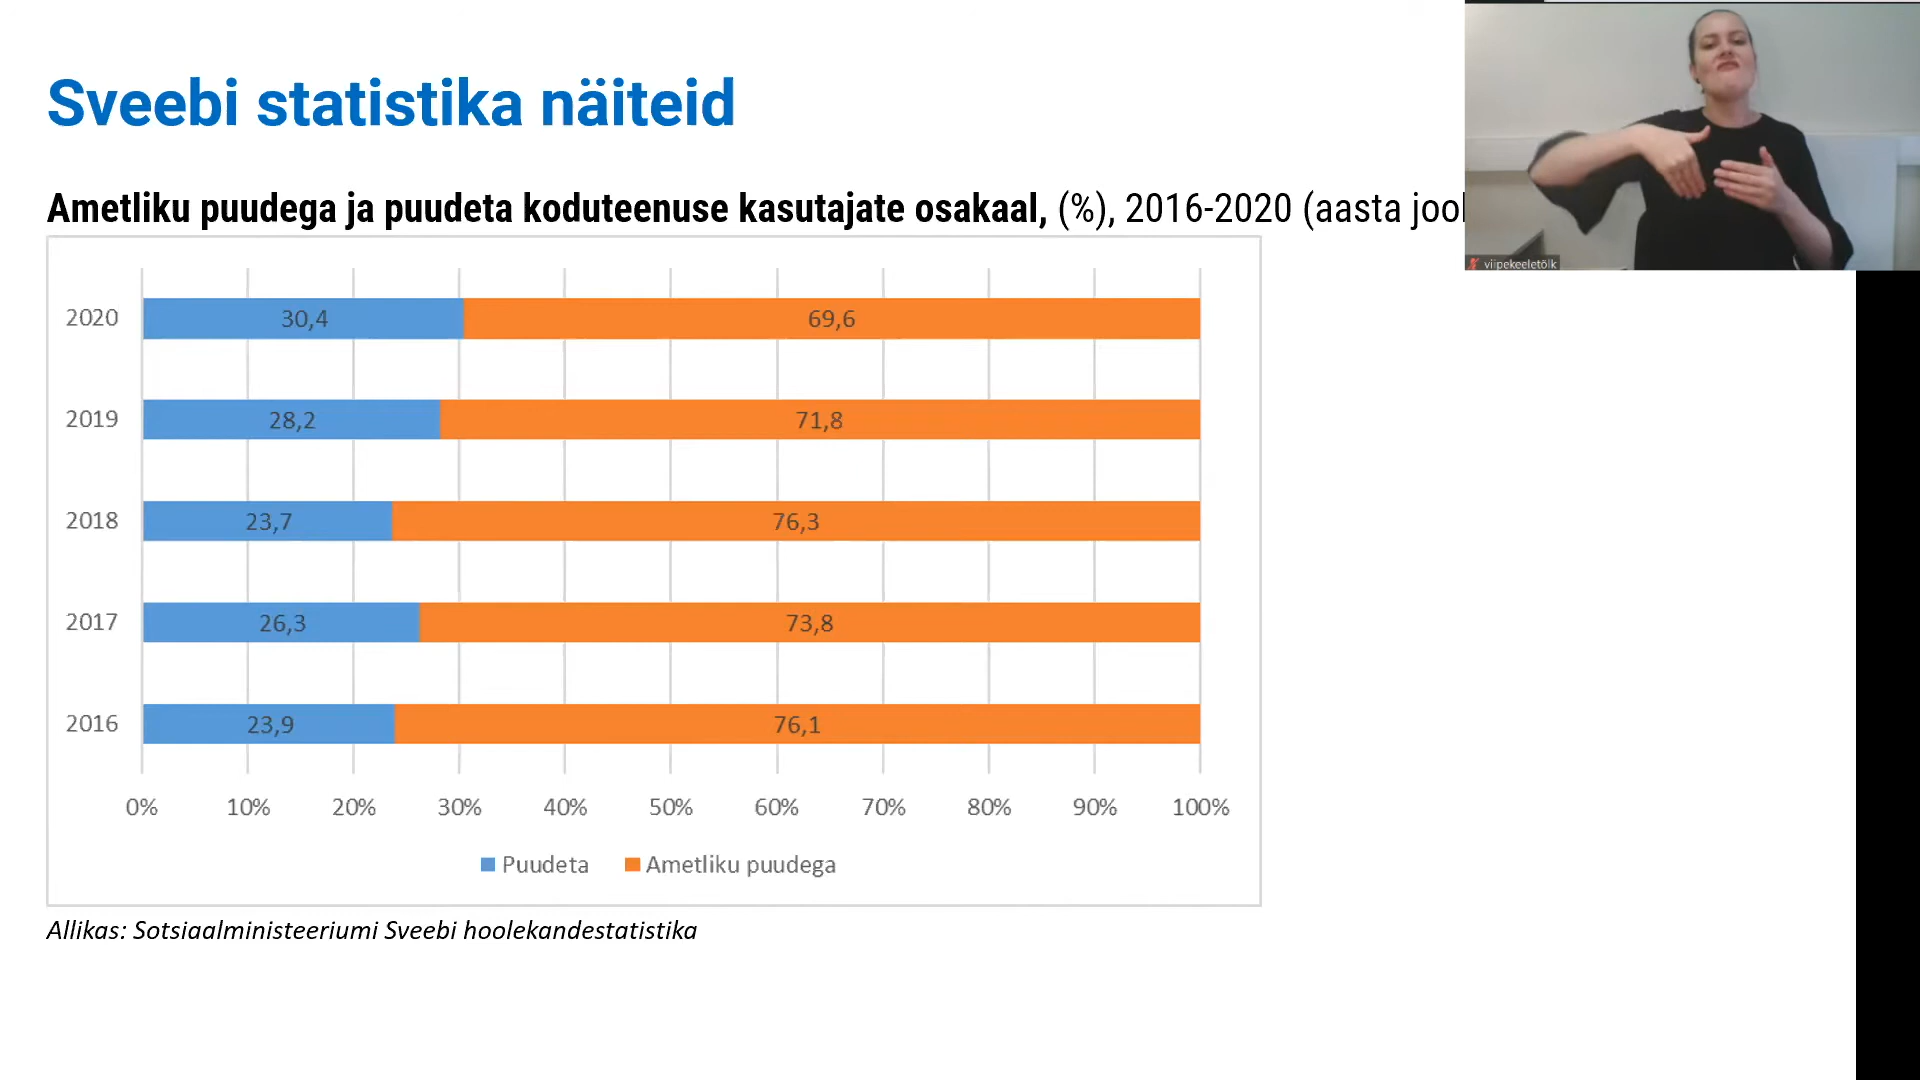 Sveebi statistika näiteid
Ametliku puudega ja puudeta koduteenuse kasutajate osakaal, (%), 2016-2020 (aasta
viipekeeletõlk
2020 30,4 69,6
2019 28,2 71,8
2018 23,7 76,3
2017 26,3 73,8
2016 23,9 76,1
0% 10% 20% 30% 40% 50% 60% 70% 80% 90% 100%
Puudeta Ametliku puudega
Allikas: Sotsiaalministeeriumi Sveebi hoolekandestatistika